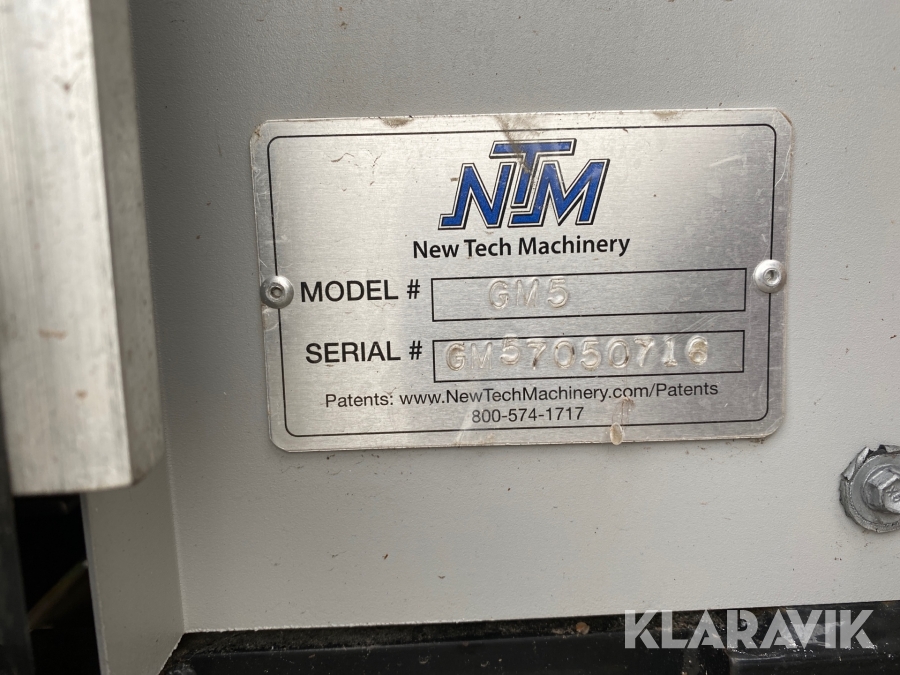 NTM
New Tech Machinery
MODEL # GM5
SERIAL # GM57050716
Patents: www.NewTechMachinery.com/Patents
800-574-1717
KLARAVIK